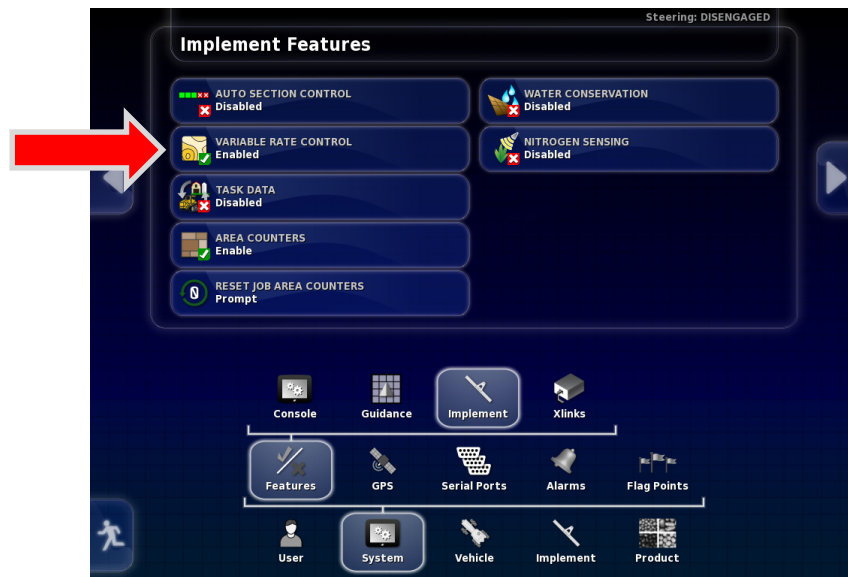 Steering: DISENGAGED
Implement Features
AUTO SECTION CONTROL
Disabled
WATER CONSERVATION
Disabled
VARIABLE RATE CONTROL
Enabled
NITROGEN SENSING
Disabled
TASK DATA
Disabled
AREA COUNTERS
Enable
0
RESET JOB AREA COUNTERS
Prompt
Console
Guidance
Implement
Xlinks
Features
GPS
Serial Ports
Alarms
Flag Points
User
System
Vehicle
Implement
Product